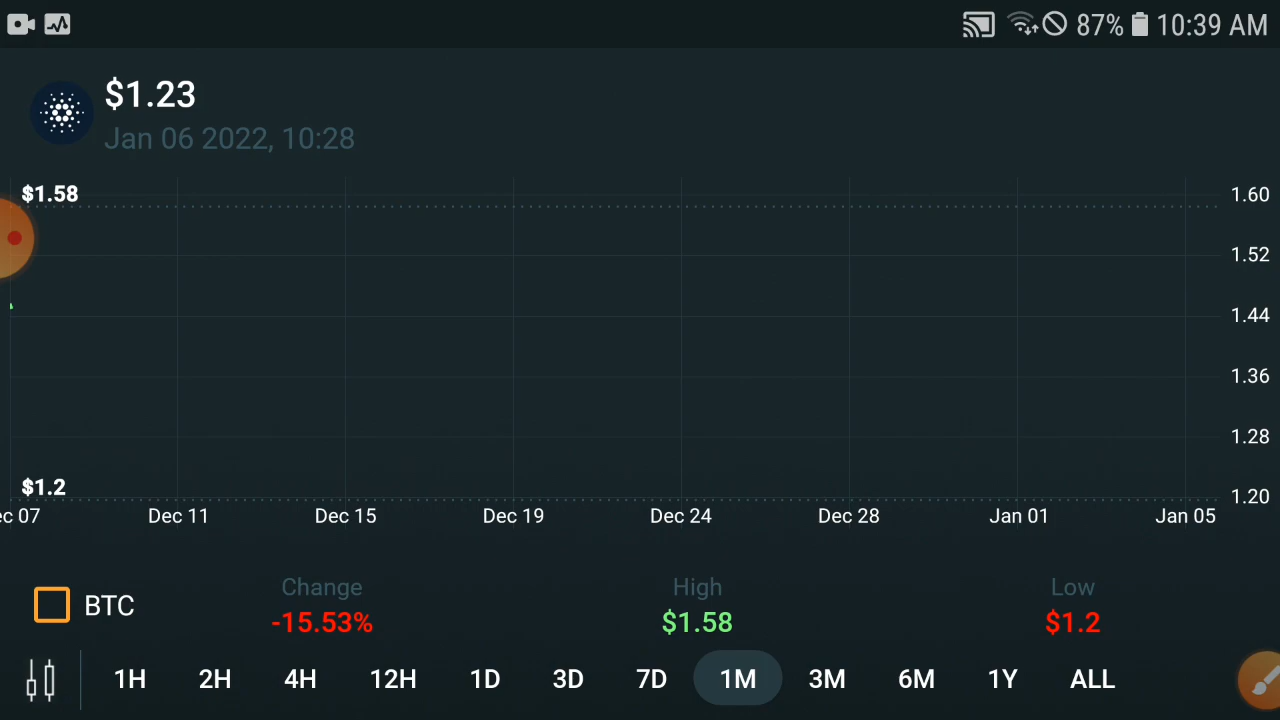 87% 10:39 AM
$1.23
Jan 06 2022, 10:28
$1.58
1.60
1.52
1.44
1.36
1.28
$1.2
1.20
ec 07 Dec 11 Dec 15 Dec 19 Dec 24 Dec 28 Jan 01 Jan 05
Change High Low
BTC -15.53% $1.58 $1.2
1H 2H 4H 12H 1D 3D 7D 1M 3M 6M 1Y ALL